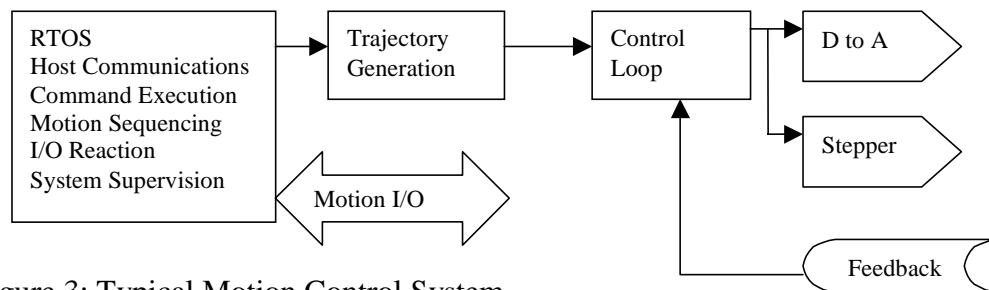 RTOS
Host Communications
Command Execution
Motion Sequencing
I/O Reaction
System Supervision
Trajectory
Generation
Control
Loop
D to A
Stepper
Motion I/O
Feedback
gure 3: Typical Motion Control System